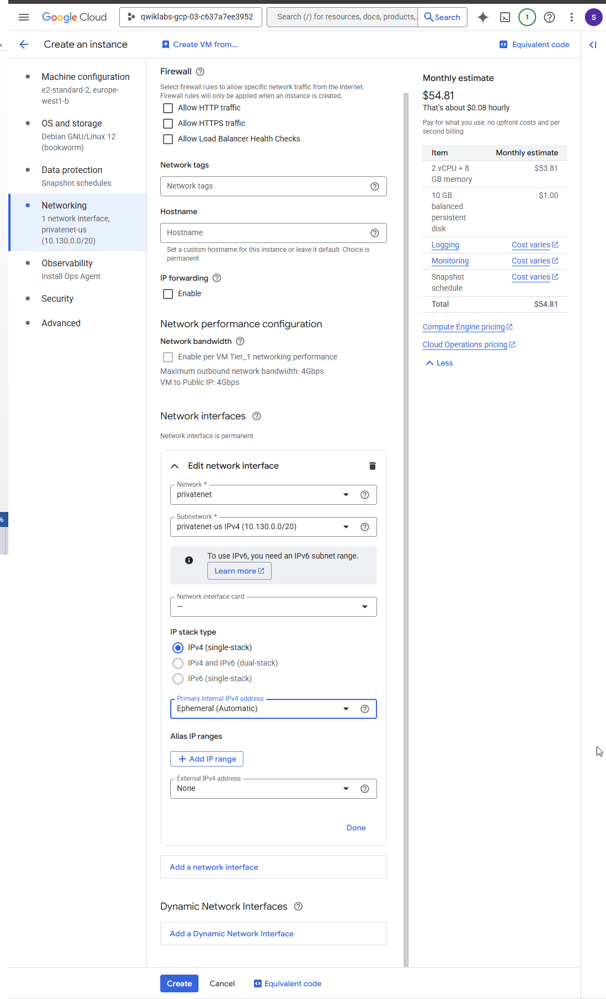 Google Cloud
qwiklabs-gcp-03-c637a7ee3952
Search (/) for resources, docs, products,.
Search
1
S
Create an instance
Create VM from...
Equivalent code
Machine configuration
e2-standard-2, europe-
west1-b
OS and storage
Debian GNU/Linux 12
(bookworm)
Data protection
Snapshot schedules
Networking
1 network interface,
privatenet-us
(10.130.0.0/20)
Observability
Install Ops Agent
Security
Advanced
%
Firewall
Select firewall rules to allow specific network traffic from the Internet.
Firewall rules will only be applied when an instance is created.
Allow HTTP traffic
Allow HTTPS traffic
Allow Load Balancer Health Checks
Network tags
Network tags
Hostname
Hostname
Set a custom hostname for this instance or leave it default. Choice is
permanent
IP forwarding
Enable
Network performance configuration
Network bandwidth
Enable per VM Tier_1 networking performance
Maximum outbound network bandwidth: 4Gbps
VM to Public IP: 4Gbps
Network interfaces
Network interface is permanent
Edit network interface
Network *
privatenet
Subnetwork *
privatenet-us IPv4 (10.130.0.0/20)
To use IPv6, you need an IPv6 subnet range.
Learn more
Network interface card
—
IP stack type
IPv4 (single-stack)
IPv4 and IPv6 (dual-stack)
IPv6 (single-stack)
Primary internal IPv4 address
Ephemeral (Automatic)
Alias IP ranges
Add IP range
External IPv4 address
None
Done
Add a network interface
Dynamic Network Interfaces
Add a Dynamic Network Interface
Create
Cancel
Equivalent code
Monthly estimate
$54.81
That's about $0.08 hourly
Pay for what you use: no upfront costs and per
second billing
Item Monthly estimate
2 vCPU + 8 $53.81
GB memory
10 GB $1.00
balanced
persistent
disk
Logging Cost varies
Monitoring Cost varies
Snapshot Cost varies
schedule
Total $54.81
Compute Engine pricing
Cloud Operations pricing
Less